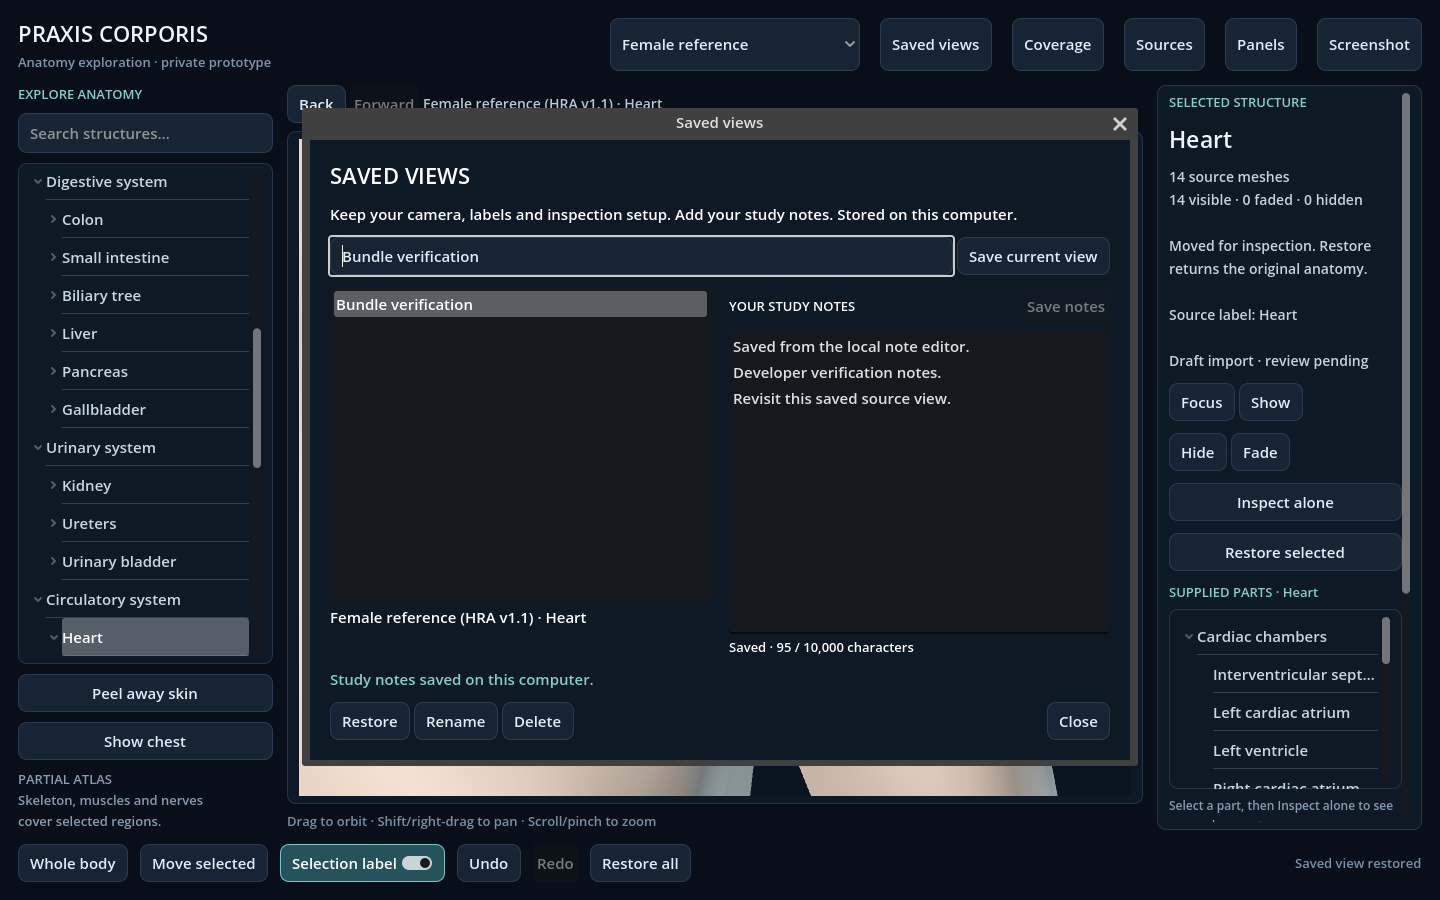 PRAXIS CORPORIS
Anatomy exploration · private prototype
Female reference
Saved views
Coverage
Sources
Panels
Screenshot
EXPLORE ANATOMY
Search structures...
Digestive system
Colon
Small intestine
Biliary tree
Liver
Pancreas
Gallbladder
Urinary system
Kidney
Ureters
Urinary bladder
Circulatory system
Heart
Peel away skin
Show chest
PARTIAL ATLAS
Skeleton, muscles and nerves
cover selected regions.
Back
Forward
Female reference (HRA v1.1) · Heart
Saved views
SAVED VIEWS
Keep your camera, labels and inspection setup. Add your study notes. Stored on this computer.
Bundle verification
Save current view
Bundle verification
YOUR STUDY NOTES
Save notes
Saved from the local note editor.
Developer verification notes.
Revisit this saved source view.
Female reference (HRA v1.1) · Heart
Saved · 95 / 10,000 characters
Study notes saved on this computer.
Restore
Rename
Delete
Close
Drag to orbit · Shift/right-drag to pan · Scroll/pinch to zoom
SELECTED STRUCTURE
Heart
14 source meshes
14 visible · 0 faded · 0 hidden
Moved for inspection. Restore
returns the original anatomy.
Source label: Heart
Draft import · review pending
Focus
Show
Hide
Fade
Inspect alone
Restore selected
SUPPLIED PARTS · Heart
Cardiac chambers
Interventricular sept...
Left cardiac atrium
Left ventricle
Right cardiac atrium
Select a part, then Inspect alone to see
Whole body
Move selected
Selection label
Undo
Redo
Restore all
Saved view restored